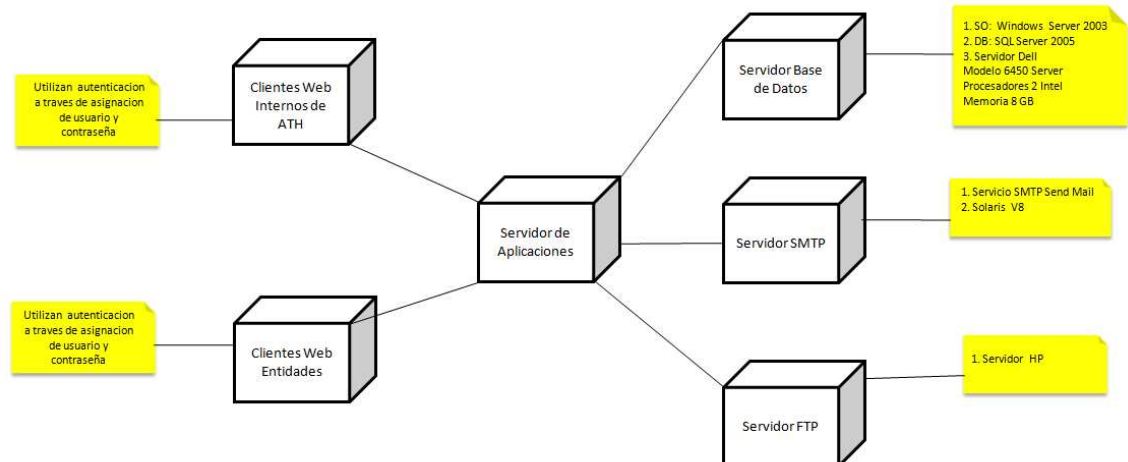 Utilizan autenticacion
a traves de asignacion
de usuario y
contraseña
Clientes Web
Internos de
ATH
Servidor Base
de Datos
1. SO: Windows Server 2003
2. DB: SQL Server 2005
3. Servidor Dell
Modelo 6450 Server
Procesadores 2 Intel
Memoria 8 GB
Servidor de
Aplicaciones
Servidor SMTP
1. Servicio SMTP Send Mail
2. Solaris V8
Utilizan autenticacion
a traves de asignacion
de usuario y
contraseña
Clientes Web
Entidades
Servidor FTP
1. Servidor HP